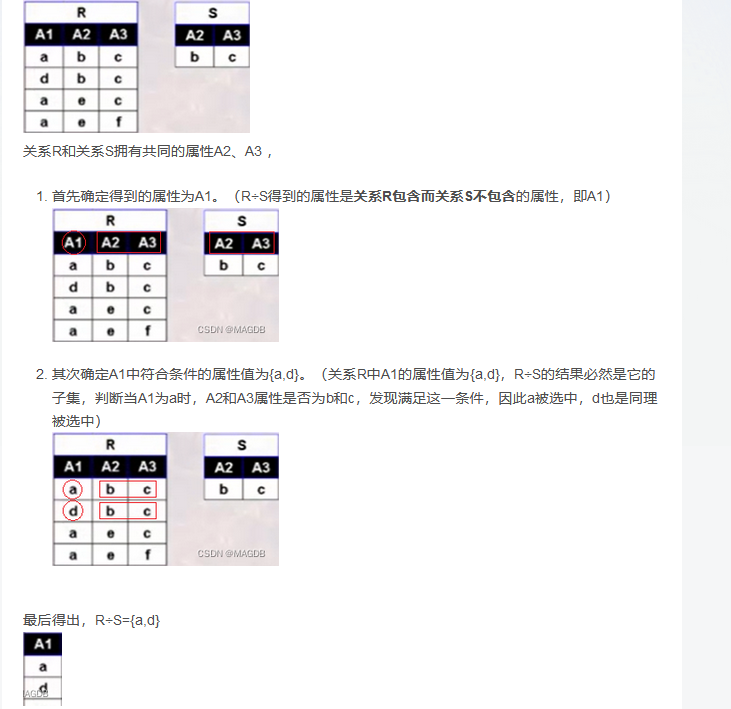 R S
A1 A2 A3 A2 A3
a b c b c
d b c
a e c
a e f
关系R和关系S拥有共同的属性A2、A3 ，
1. 首先确定得到的属性为A1。（R÷S得到的属性是关系R包含而关系S不包含的属性，即A1）
R S
A1 A2 A3 A2 A3
a b c b c
d b c
a e c
a e f CSDN @MAGDB
2. 其次确定A1中符合条件的属性值为{a,d}。（关系R中A1的属性值为{a,d}，R÷S的结果必然是它的
子集，判断当A1为a时，A2和A3属性是否为b和c，发现满足这一条件，因此a被选中，d也是同理
被选中）
R S
A1 A2 A3 A2 A3
a b c b c
d b c
a e c
a e f CSDN @MAGDB
最后得出，R÷S={a,d}
A1
a
d